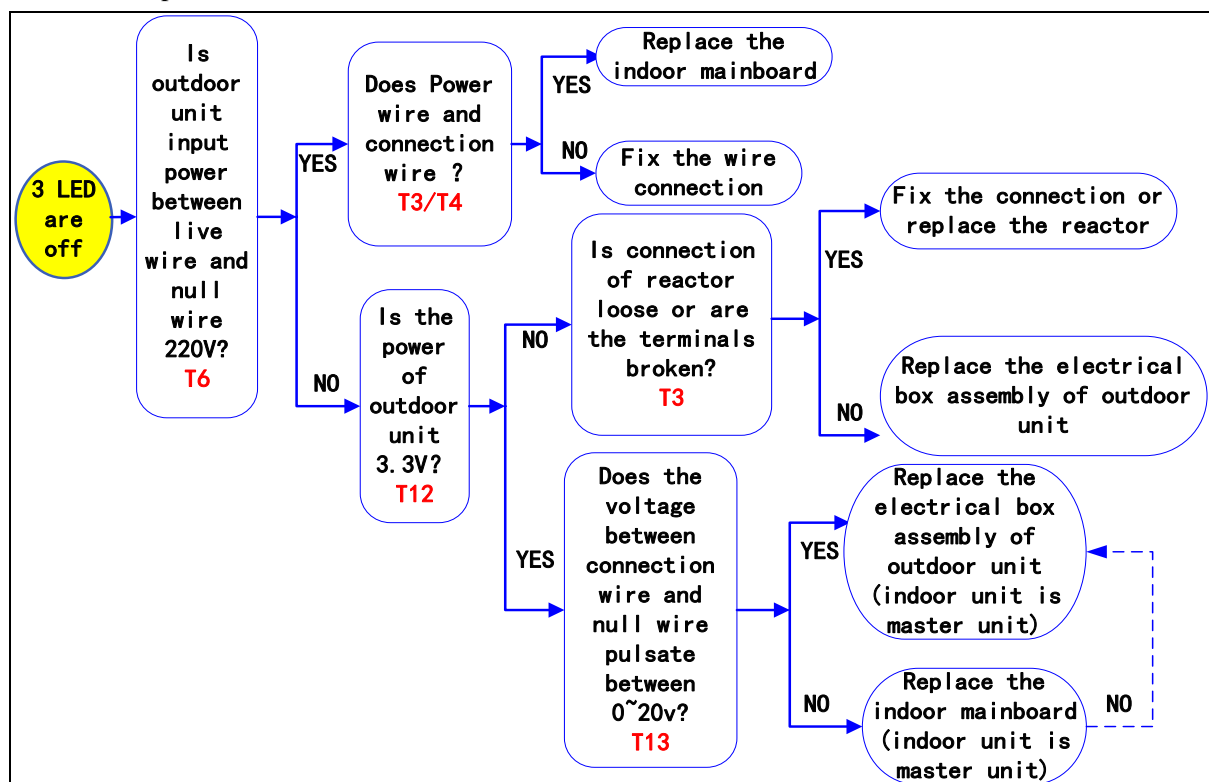 3 LED
are
off
Is
outdoor
unit
input
power
between
live
wire and
null
wire
220V?
T6
YES
NO
Does Power
wire and
connection
wire ?
T3/T4
YES
NO
Replace the
indoor mainboard
Fix the wire
connection
Is the
power
of
outdoor
unit
3.3V?
T12
NO
YES
Is connection
of reactor
loose or are
the terminals
broken?
T3
YES
NO
Fix the connection or
replace the reactor
Replace the electrical
box assembly of outdoor
unit
Does the
voltage
between
connection
wire and
null wire
pulsate
between
0~20v?
T13
YES
NO
Replace the
electrical box
assembly of
outdoor unit
(indoor unit is
master unit)
Replace the
indoor mainboard
(indoor unit is
master unit)
NO